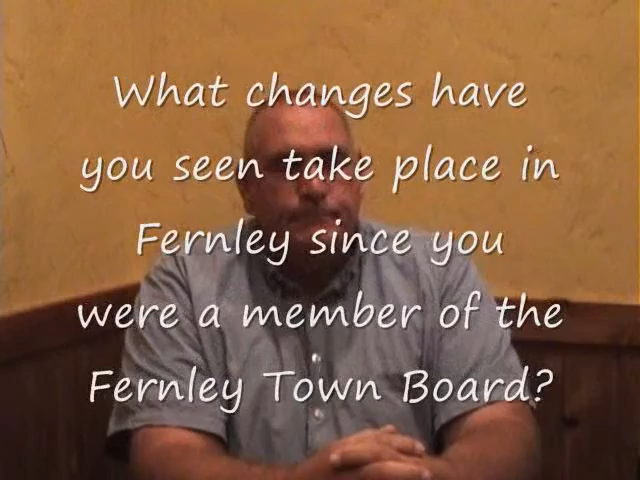 What changes have
you seen take place in
Fernley since you
were a member of the
Fernley Town Board?